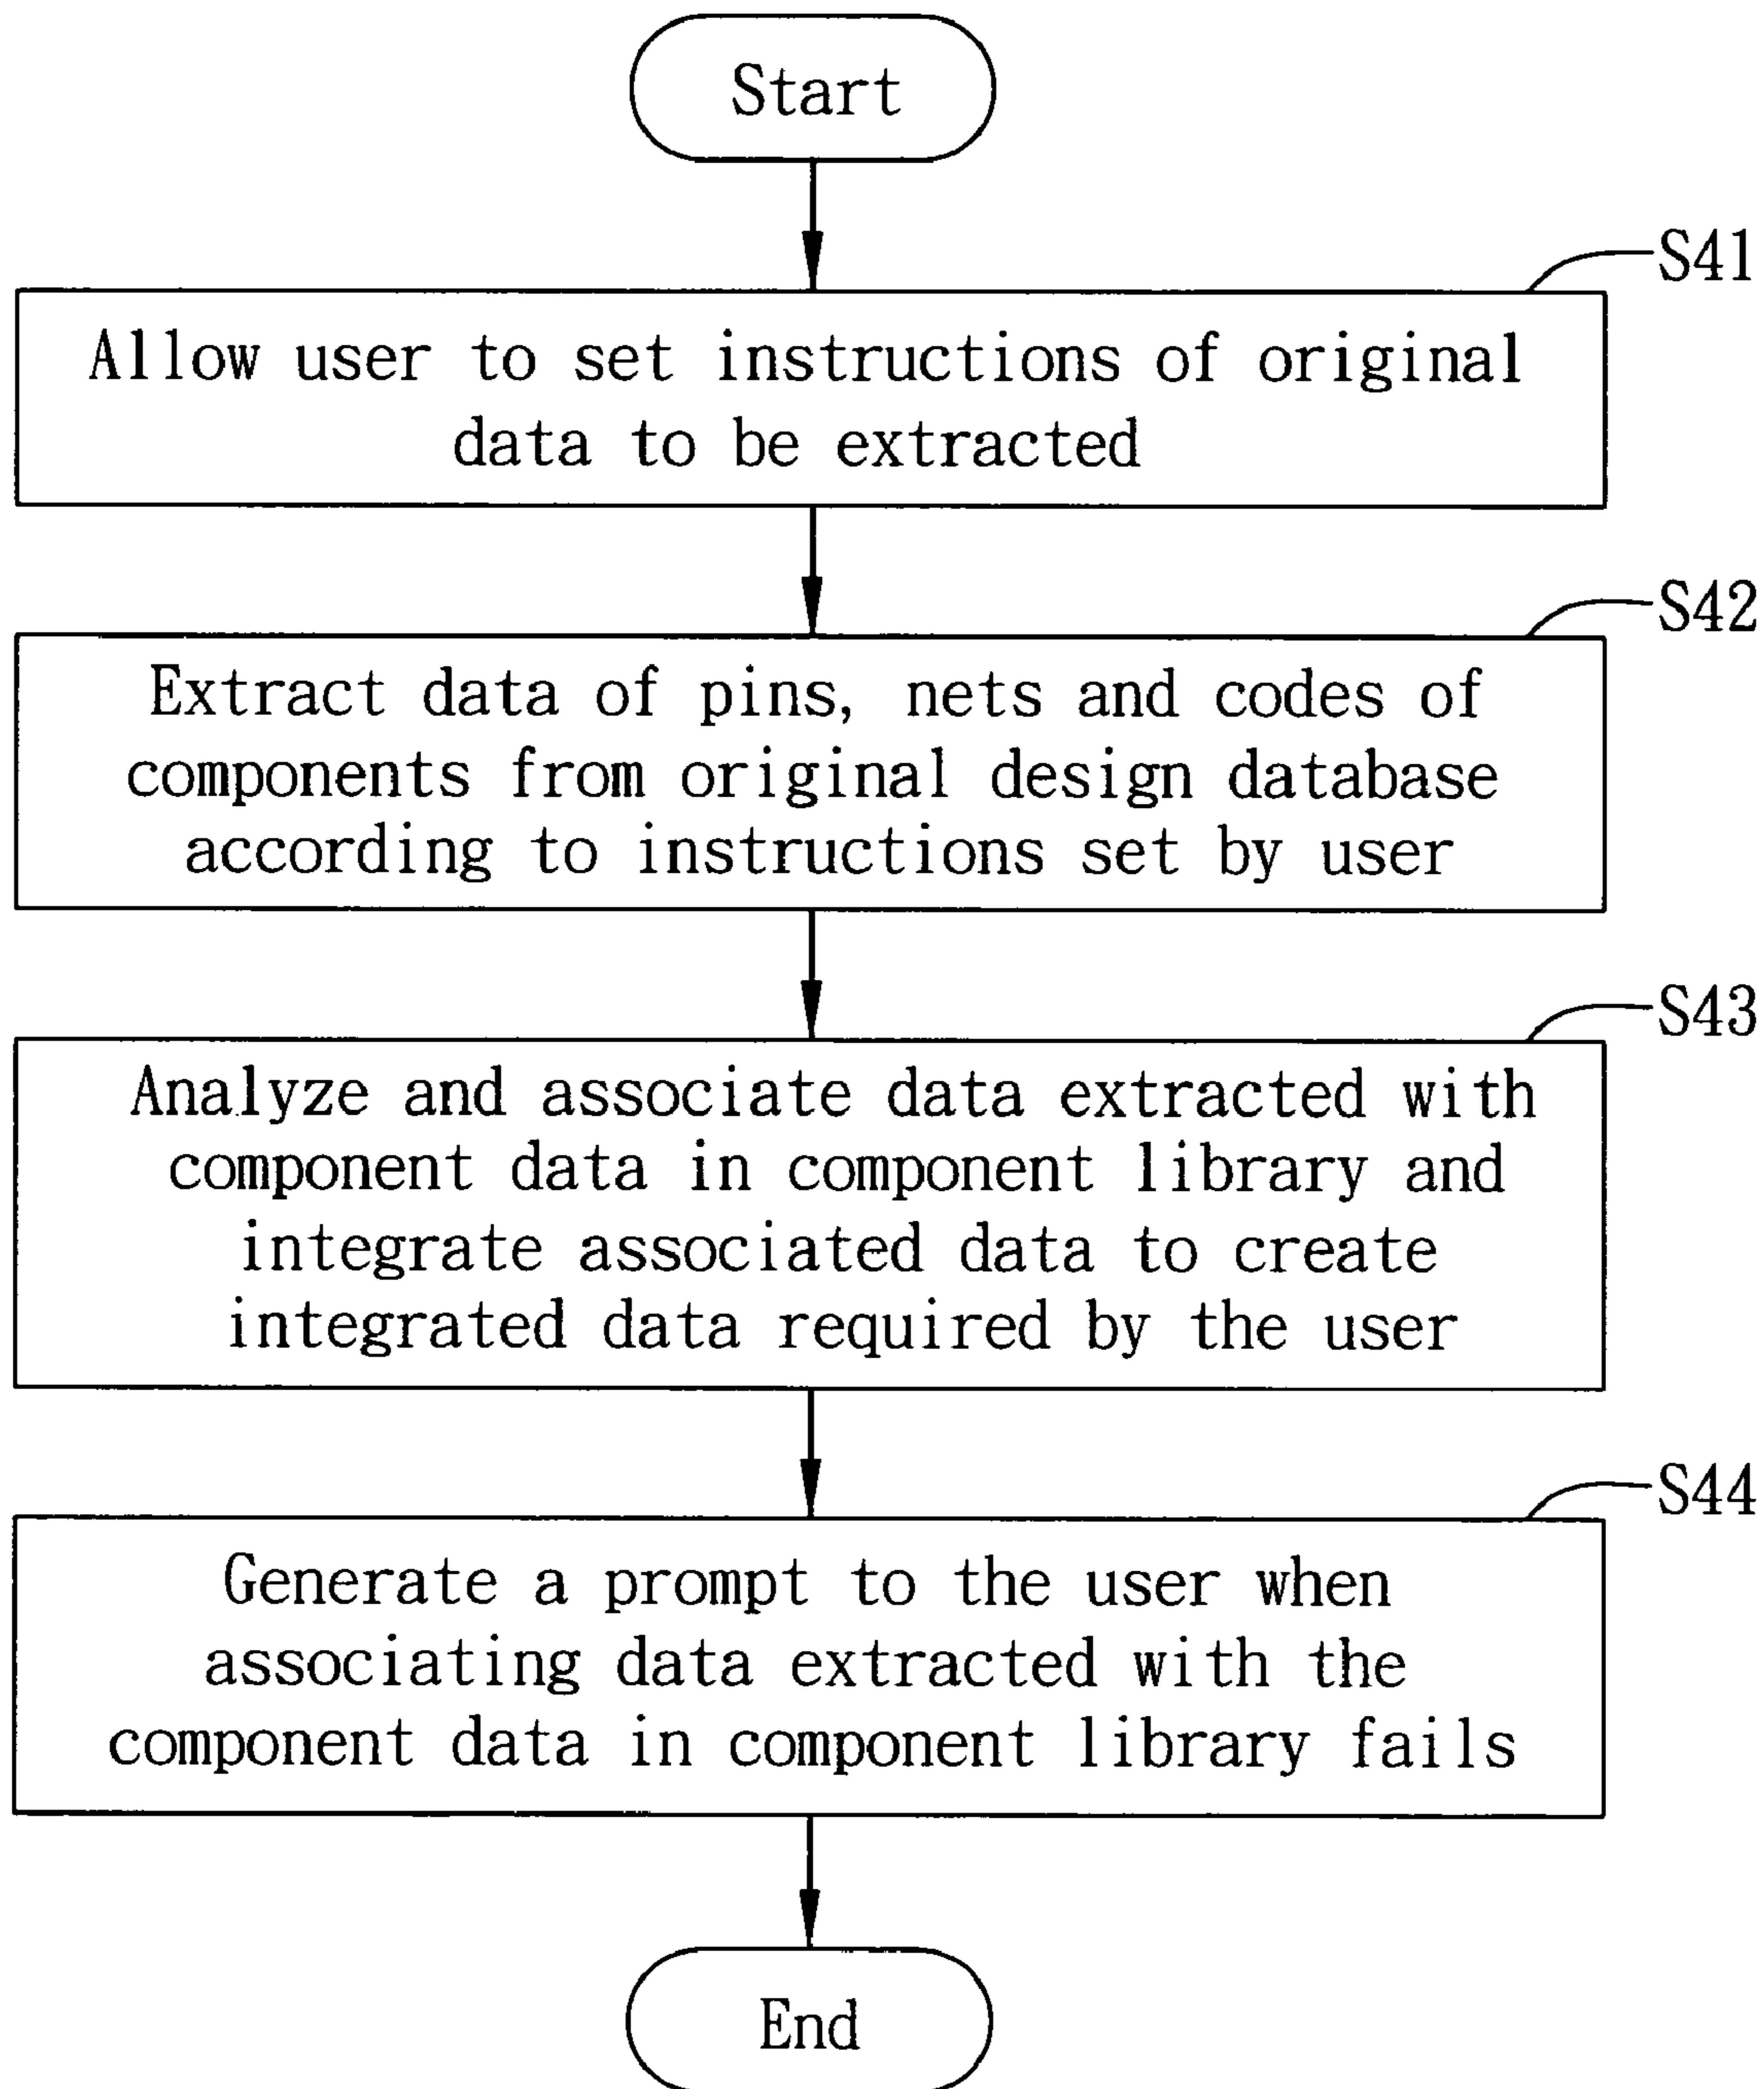 Start
S41
Allow user to set instructions of original
data to be extracted
S42
Extract data of pins, nets and codes of
components from original design database
according to instructions set by user
S43
Analyze and associate data extracted with
component data in component library and
integrate associated data to create
integrated data required by the user
S44
Generate a prompt to the user when
associating data extracted with the
component data in component library fails
End